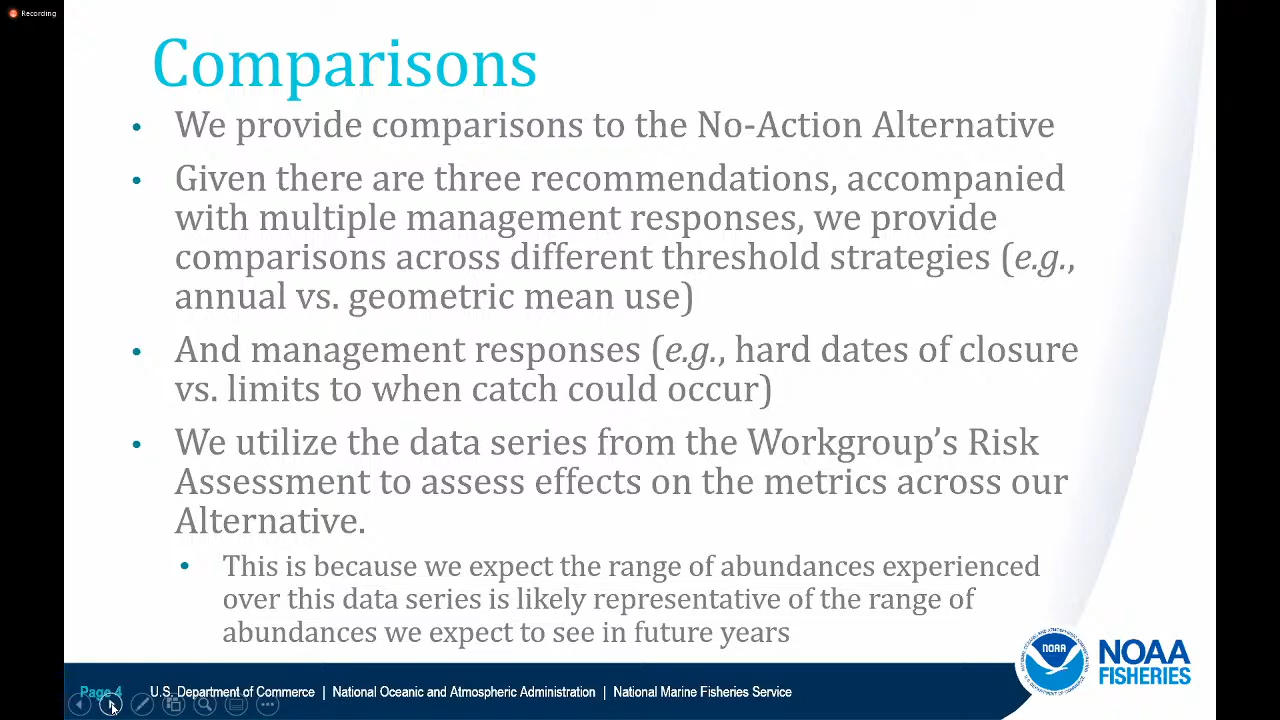 Recording
Comparisons
• We provide comparisons to the No-Action Alternative
• Given there are three recommendations, accompanied
with multiple management responses, we provide
comparisons across different threshold strategies (e.g.,
annual vs. geometric mean use)
• And management responses (e.g., hard dates of closure
vs. limits to when catch could occur)
• We utilize the data series from the Workgroup's Risk
Assessment to assess effects on the metrics across our
Alternative.
• This is because we expect the range of abundances experienced
over this data series is likely representative of the range of
abundances we expect to see in future years
NOAA
NOAA
FISHERIES
Page 4 U.S. Department of Commerce | National Oceanic and Atmospheric Administration | National Marine Fisheries Service